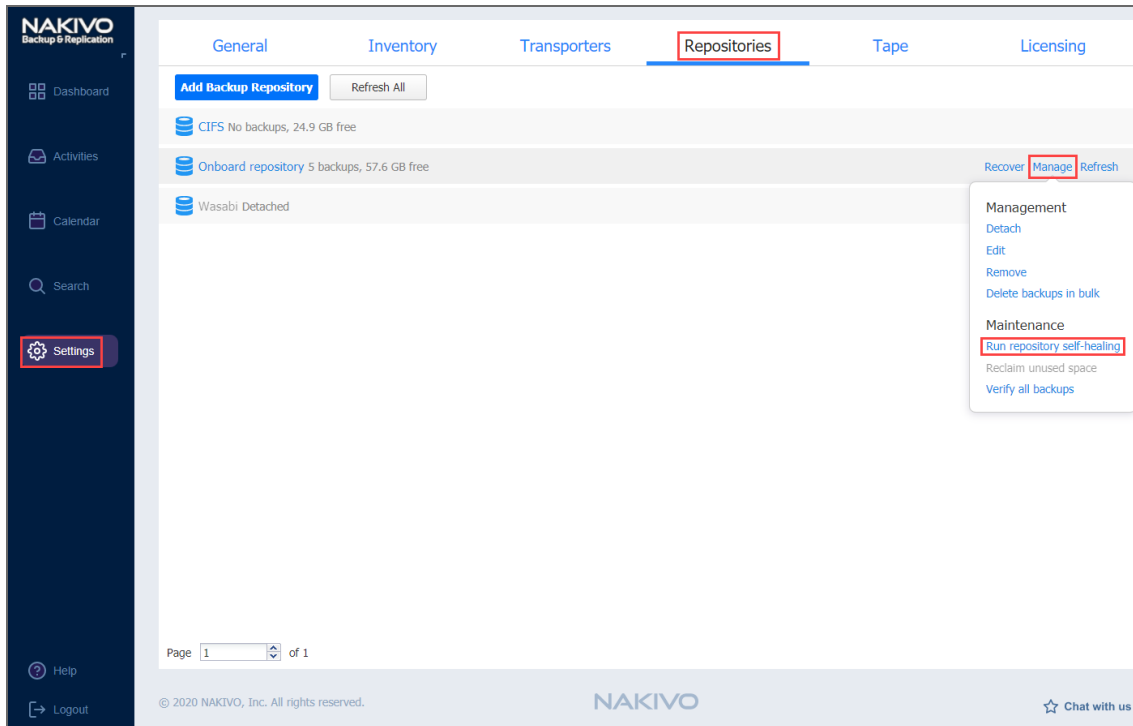 NAKIVO
Backup & Replication
Dashboard
Activities
Calendar
Search
Settings
Help
Logout
General Inventory Transporters Repositories Tape Licensing
Add Backup Repository Refresh All
CIFS No backups, 24.9 GB free
Onboard repository 5 backups, 57.6 GB free Recover Manage Refresh
Wasabi Detached
Management
Detach
Edit
Remove
Delete backups in bulk
Maintenance
Run repository self-healing
Reclaim unused space
Verify all backups
Page 1 of 1
© 2020 NAKIVO, Inc. All rights reserved. NAKIVO Chat with us